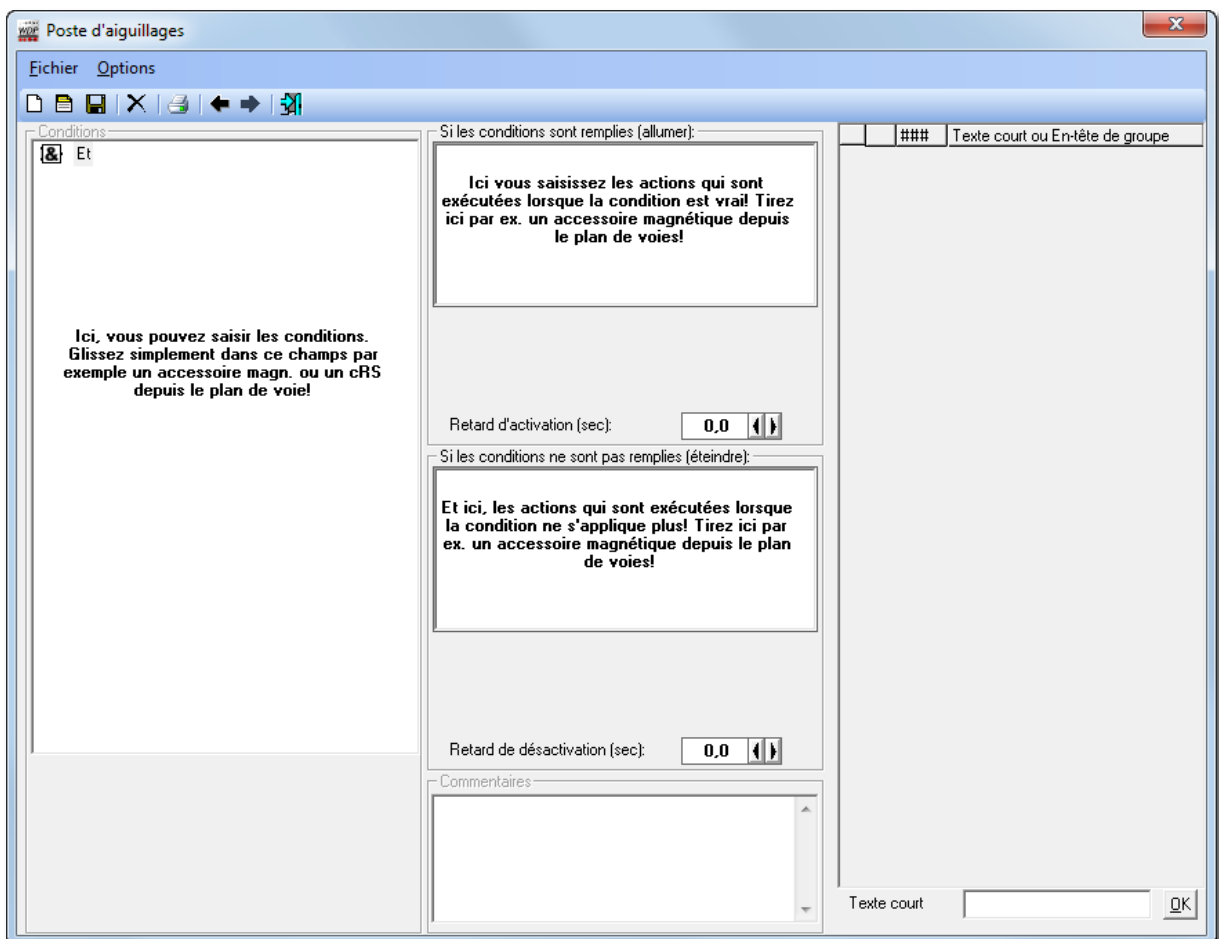 Poste d'aiguillages
Fichier Options
Conditions
& Et
Ici, vous pouvez saisir les conditions.
Glissez simplement dans ce champs par
exemple un accessoire magn. ou un cRS
depuis le plan de voie!
Si les conditions sont remplies (allumer):
Ici vous saisissez les actions qui sont
exécutées lorsque la condition est vrai! Tirez
ici par ex. un accessoire magnétique depuis
le plan de voies!
Retard d'activation (sec): 0,0
Si les conditions ne sont pas remplies (éteindre):
Et ici, les actions qui sont exécutées lorsque
la condition ne s'applique plus! Tirez ici par
ex. un accessoire magnétique depuis le plan
de voies!
Retard de désactivation (sec): 0,0
Commentaires
### Texte court ou En-tête de groupe
Texte court OK